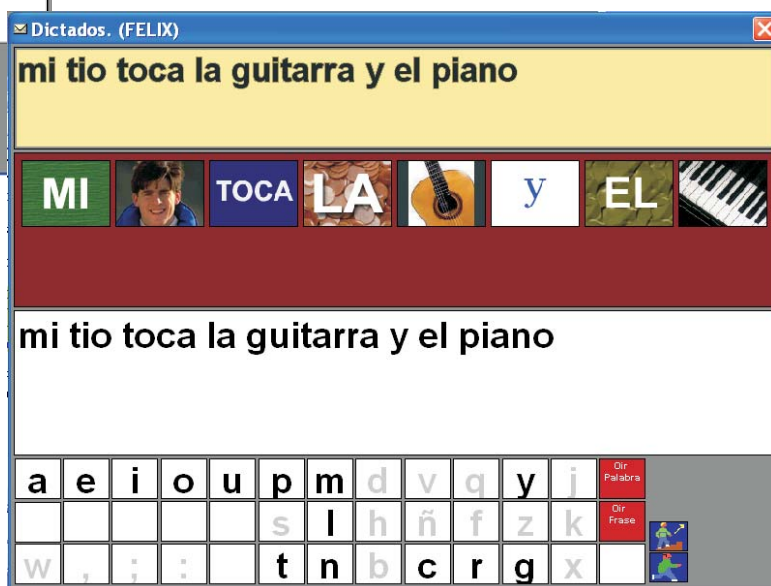 Dictados. (FELIX)
mi tio toca la guitarra y el piano
MI TOCA LA y EL
mi tio toca la guitarra y el piano
a e i o u p m d v q y j Oir Palabra
s l h ñ f z k Oir Frase
w , ; : t n b c r g x